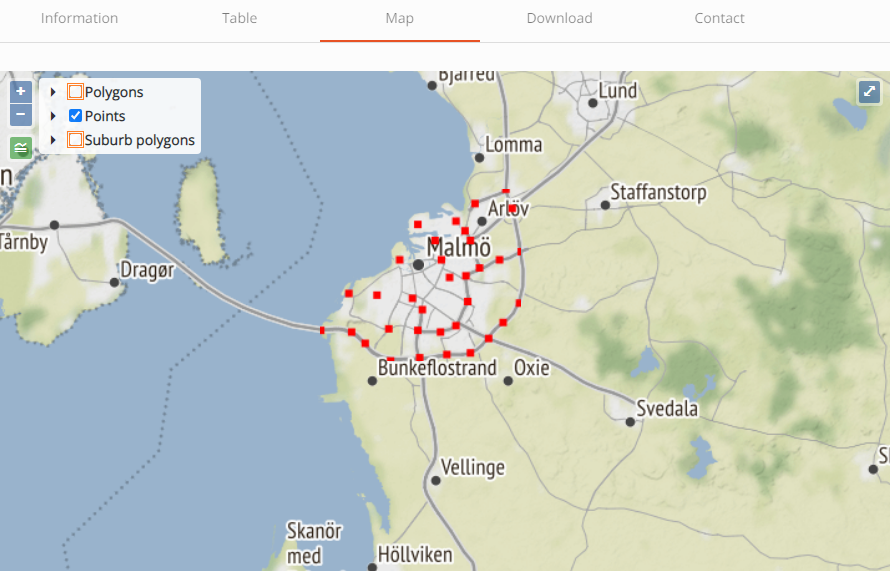 Information
Table
Map
Download
Contact
+
−
Polygons
Points
Suburb polygons
Bjärred
Lund
Lomma
Staffanstorp
Arlöv
Tårnby
Malmö
Dragør
Bunkeflostrand
Oxie
Svedala
Vellinge
Skanör
med
Höllviken